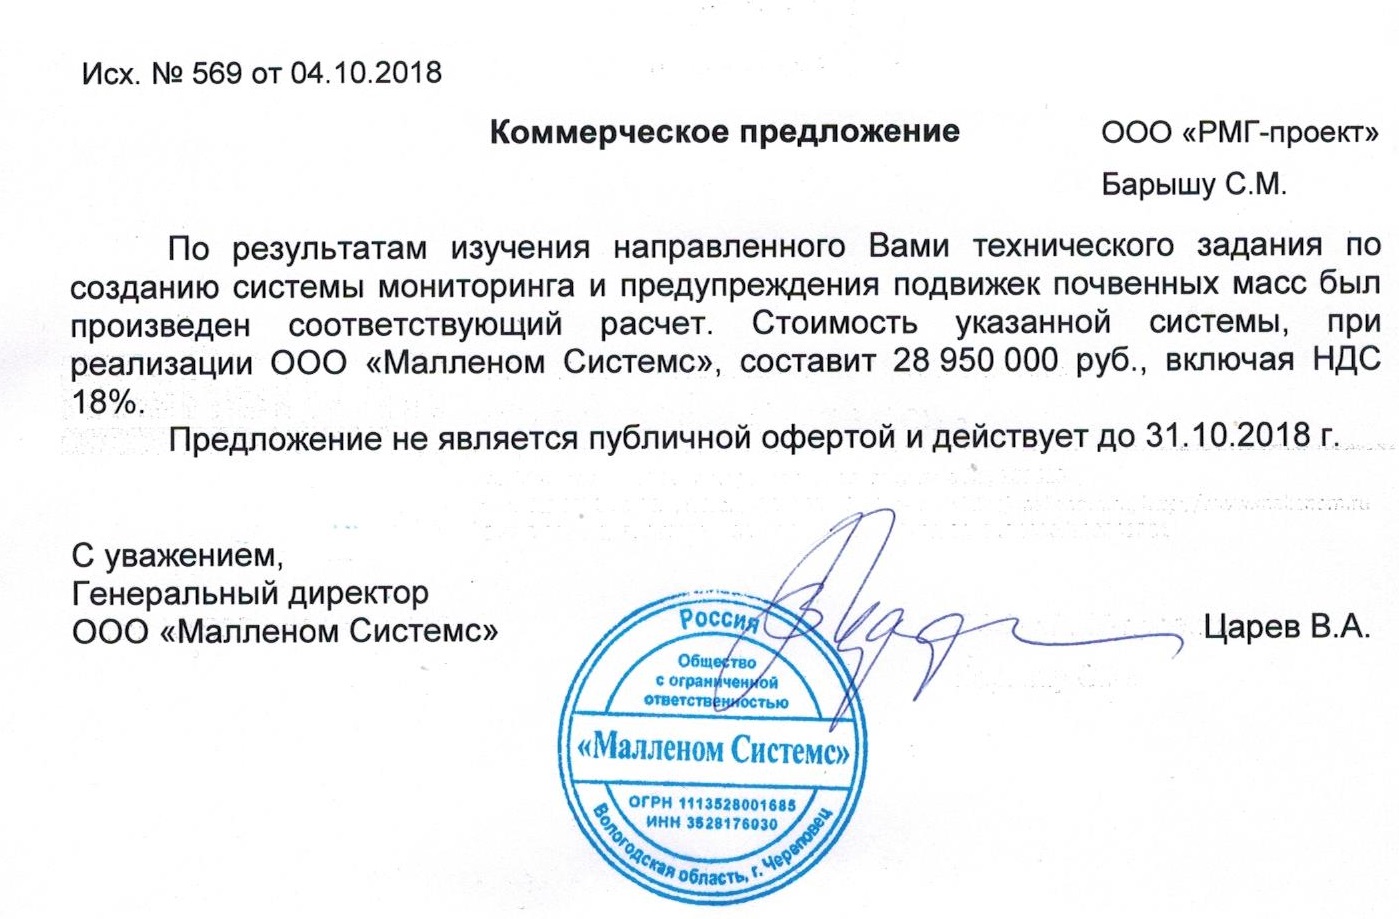 Исх. № 569 от 04.10.2018
Коммерческое предложение
ООО «РМГ-проект»
Барышу С.М.
По результатам изучения направленного Вами технического задания по
созданию системы мониторинга и предупреждения подвижек почвенных масс был
произведен соответствующий расчет. Стоимость указанной системы, при
реализации ООО «Малленом Системс», составит 28 950 000 руб., включая НДС
18%.
Предложение не является публичной офертой и действует до 31.10.2018 г.
С уважением,
Генеральный директор
ООО «Малленом Системс»
Царев В.А.
Россия
Общество
с ограниченной
ответственностью
«Малленом Системс»
ОГРН 1113528001685
ИНН 3528176030
Вологодская область, г. Череповец